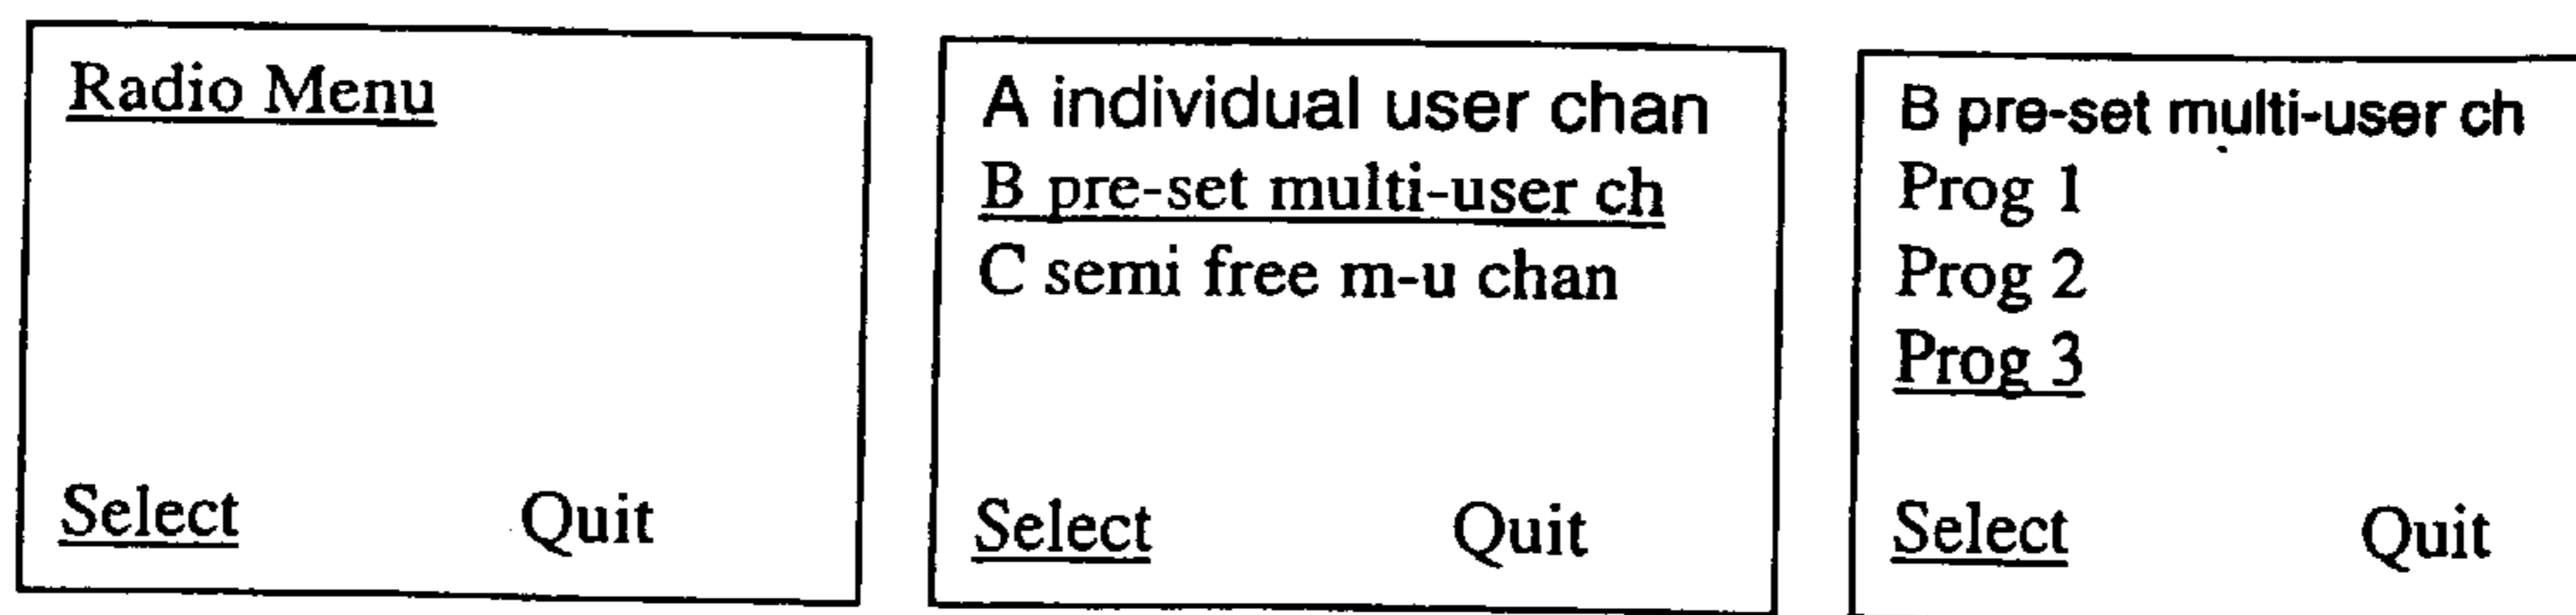 Radio Menu
Select Quit
A individual user chan
B pre-set multi-user ch
C semi free m-u chan
Select Quit
B pre-set multi-user ch
Prog 1
Prog 2
Prog 3
Select Quit